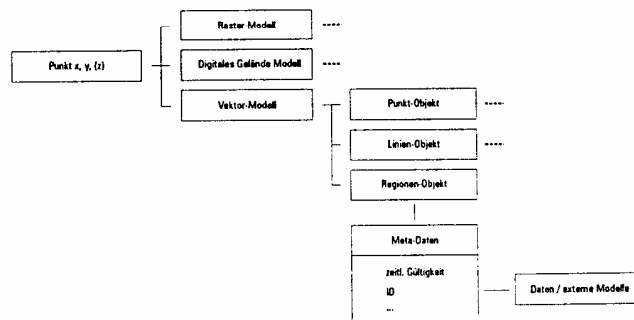 Raster Modell ----
Punkt x, y, (z)
Digitales Gelände Modell ----
Vektor-Modell
Punkt-Objekt ----
Linien-Objekt ----
Regionen-Objekt
Meta-Daten
zeitl. Gültigkeit
ID
...
Daten / externe Modelle